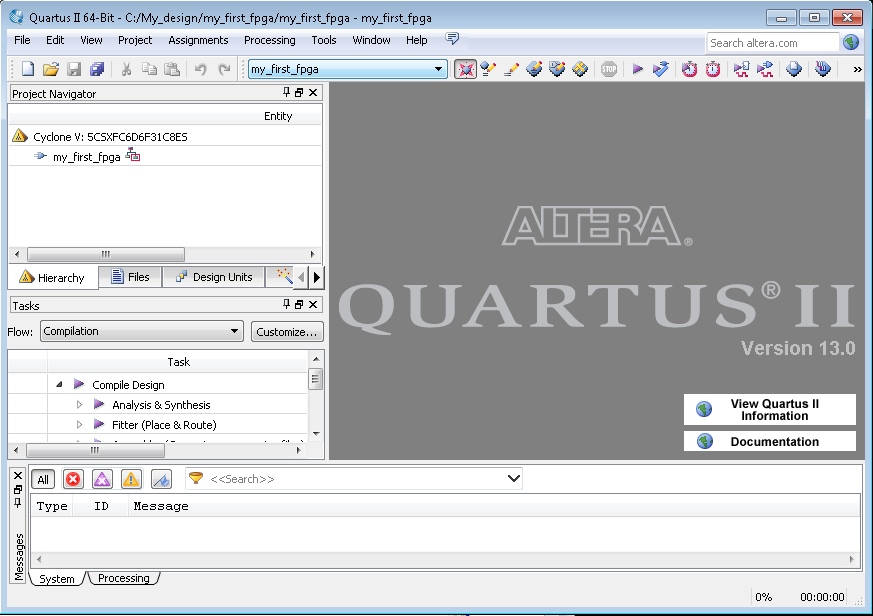 Quartus II 64-Bit - C:/My_design/my_first_fpga/my_first_fpga - my_first_fpga
File Edit View Project Assignments Processing Tools Window Help
Search altera.com
my_first_fpga
STOP
»
Project Navigator
Entity
Cyclone V: 5CSXFC6D6F31C8ES
my_first_fpga
Hierarchy Files Design Units
Tasks
Flow: Compilation Customize...
Task
Compile Design
Analysis & Synthesis
Fitter (Place & Route)
ALTERA®
QUARTUS® II
Version 13.0
View Quartus II
Information
Documentation
Messages
All <<Search>>
Type ID Message
System Processing
0% 00:00:00